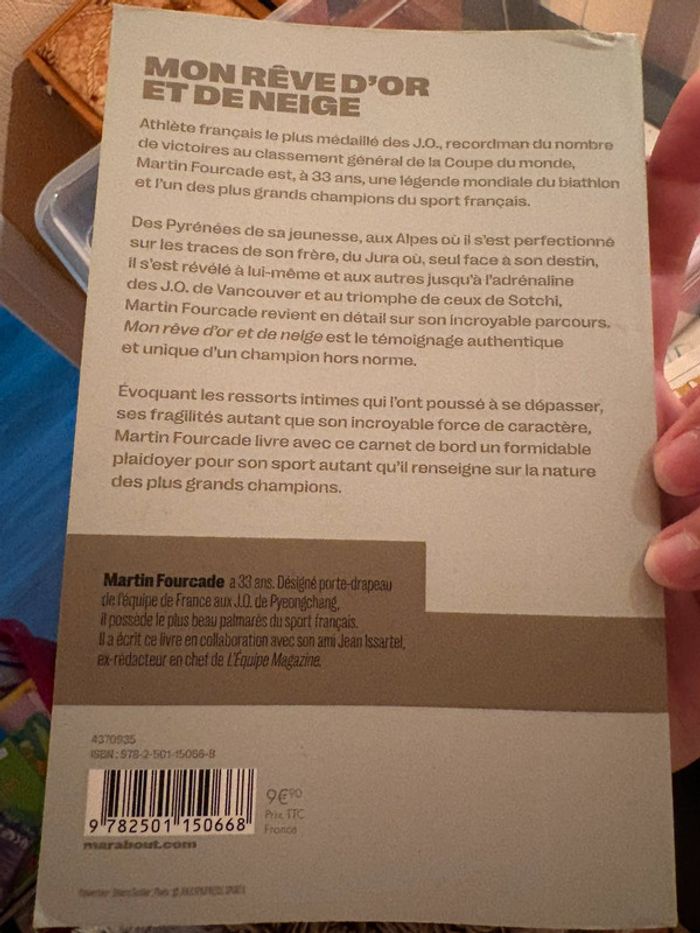 MON RÊVE D'OR
ET DE NEIGE
Athlète français le plus médaillé des J.O., recordman du nombre
de victoires au classement général de la Coupe du monde,
Martin Fourcade est, à 33 ans, une légende mondiale du biathlon
et l'un des plus grands champions du sport français.
Des Pyrénées de sa jeunesse, aux Alpes où il s'est perfectionné
sur les traces de son frère, du Jura où, seul face à son destin,
il s'est révélé à lui-même et aux autres jusqu'à l'adrénaline
des J.O. de Vancouver et au triomphe de ceux de Sotchi,
Martin Fourcade revient en détail sur son incroyable parcours.
Mon rêve d'or et de neige est le témoignage authentique
et unique d'un champion hors norme.
Évoquant les ressorts intimes qui l'ont poussé à se dépasser,
ses fragilités autant que son incroyable force de caractère,
Martin Fourcade livre avec ce carnet de bord un formidable
plaidoyer pour son sport autant qu'il renseigne sur la nature
des plus grands champions.
Martin Fourcade a 33 ans. Désigné porte-drapeau
de l'équipe de France aux J.O. de Pyeongchang,
il possède le plus beau palmarès du sport français.
Il a écrit ce livre en collaboration avec son ami Jean Issartel,
ex-rédacteur en chef de L'Équipe Magazine.
4370935
ISBN : 978-2-501-15066-8
9€90
Prix TTC
France
9 782501 150668
marabout.com